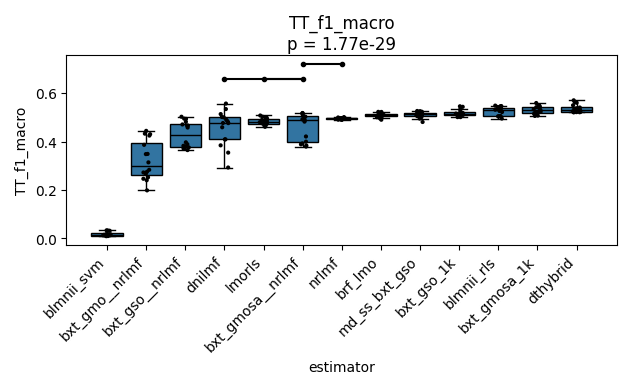 TT_f1_macro
p = 1.77e-29
TT_f1_macro
0.6
0.4
0.2
0.0
blmnii_svm
bxt_gmo__nrlmf
bxt_gso__nrlmf
dnilmf
lmorls
bxt_gmosa__nrlmf
nrlmf
brf_lmo
md_ss_bxt_gso
bxt_gso_1k
blmnii_rls
bxt_gmosa_1k
dthybrid
estimator